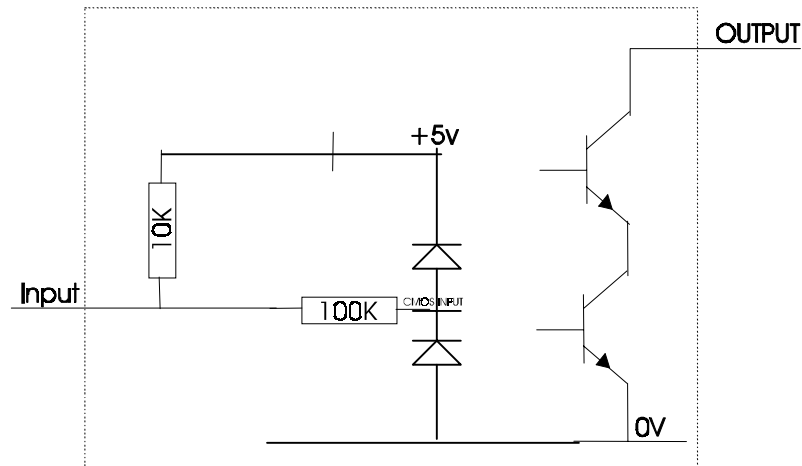 OUTPUT
+5v
10K
Input
CMOS INPUT
100K
0V